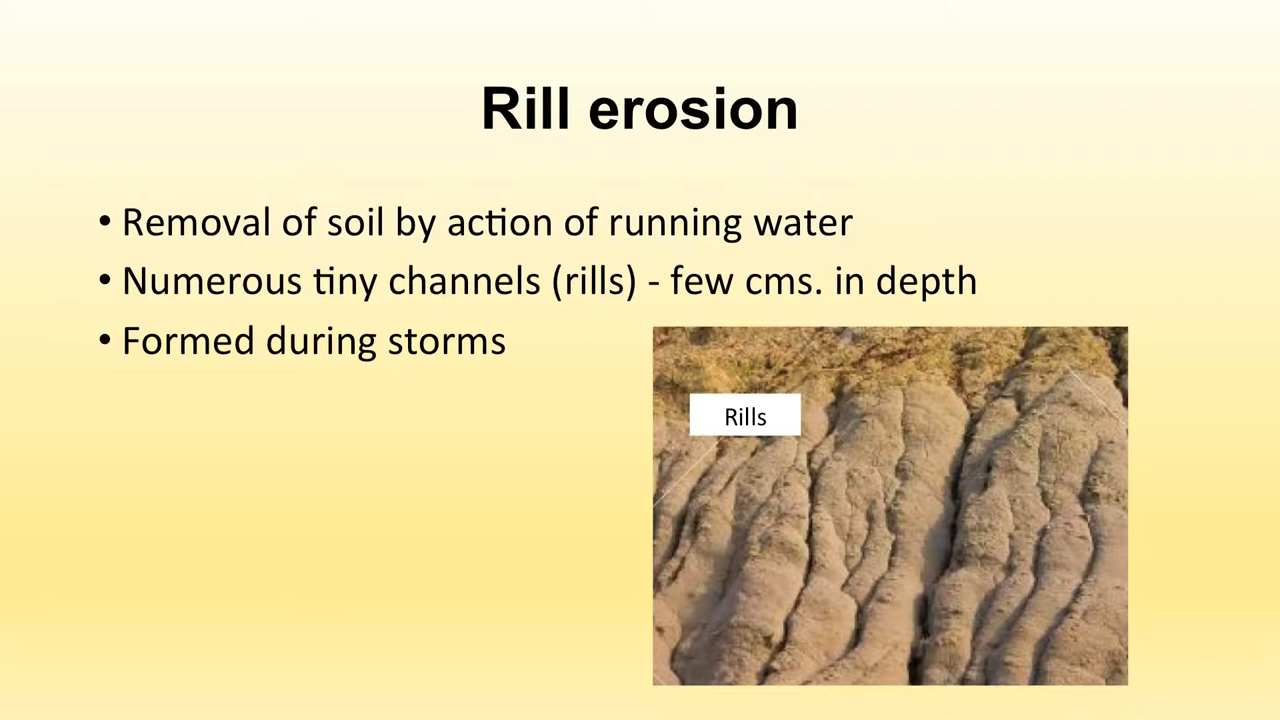 Rill erosion
• Removal of soil by action of running water
• Numerous tiny channels (rills) - few cms. in depth
• Formed during storms
Rills